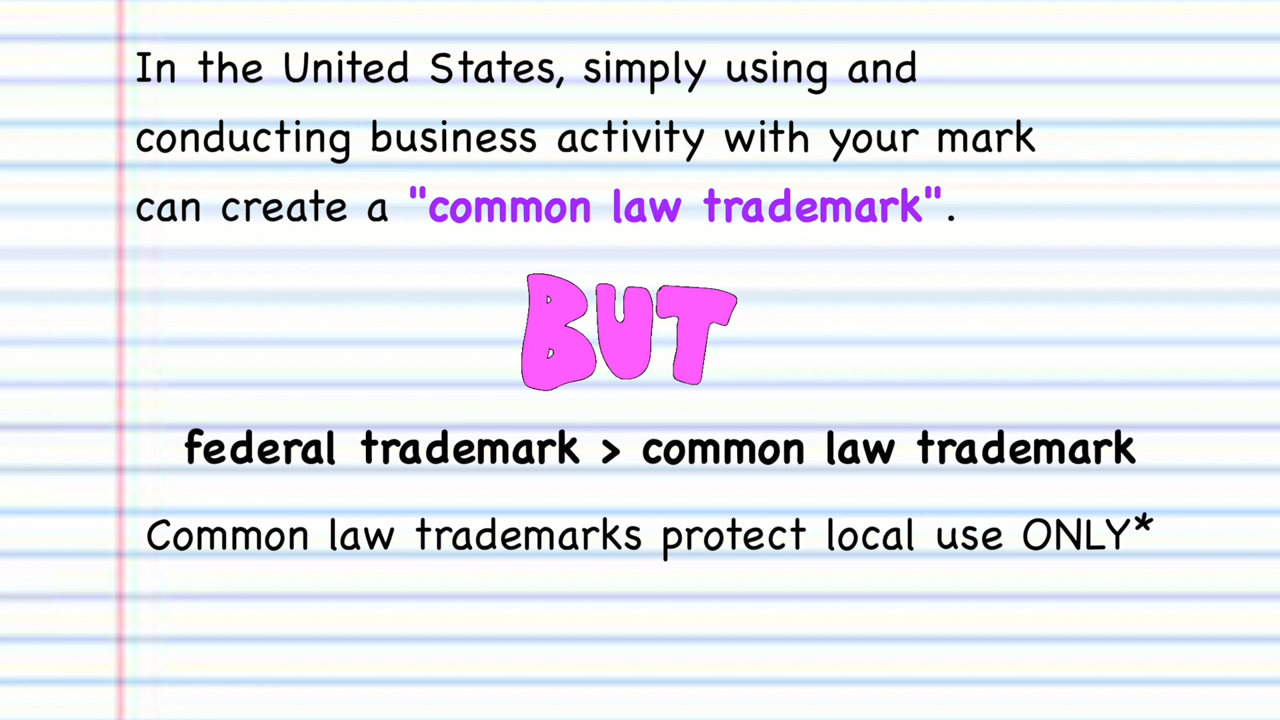 In the United States, simply using and
conducting business activity with your mark
can create a "common law trademark".
BUT
federal trademark > common law trademark
Common law trademarks protect local use ONLY*